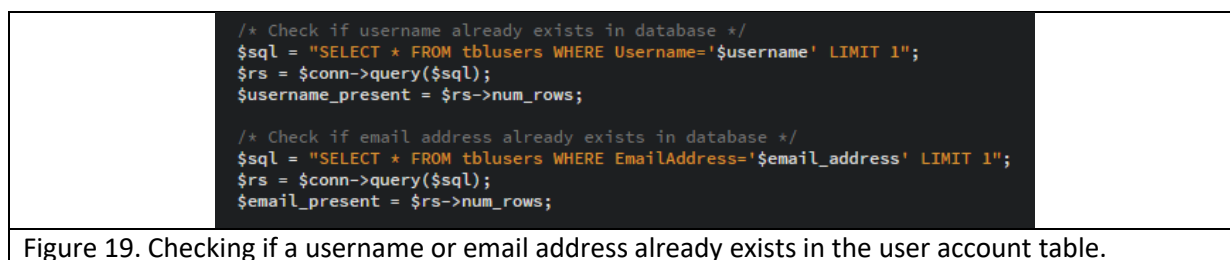 /* Check if username already exists in database */
$sql = "SELECT * FROM tblusers WHERE Username='$username' LIMIT 1";
$rs = $conn->query($sql);
$username_present = $rs->num_rows;
/* Check if email address already exists in database */
$sql = "SELECT * FROM tblusers WHERE EmailAddress='$email_address' LIMIT 1";
$rs = $conn->query($sql);
$email_present = $rs->num_rows;
Figure 19. Checking if a username or email address already exists in the user account table.